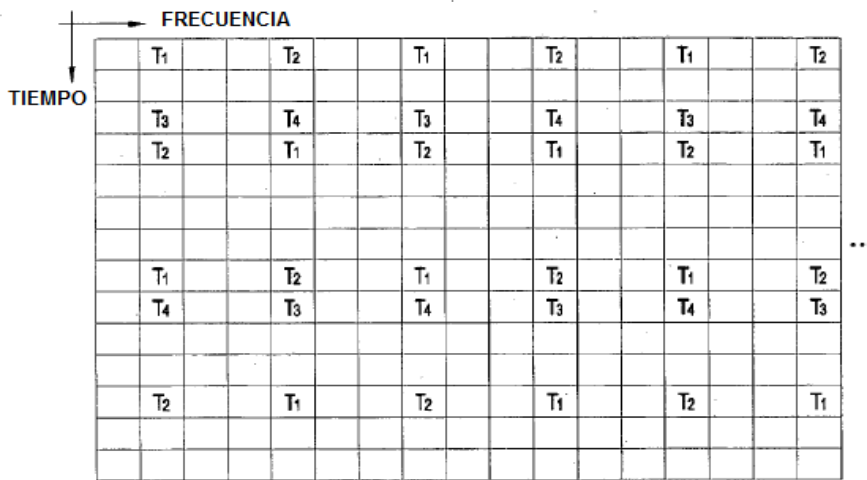 FRECUENCIA
TIEMPO
T1 T2 T1 T2 T1 T2
T3 T4 T3 T4 T3 T4
T2 T1 T2 T1 T2 T1
..
T1 T2 T1 T2 T1 T2
T4 T3 T4 T3 T4 T3
T2 T1 T2 T1 T2 T1